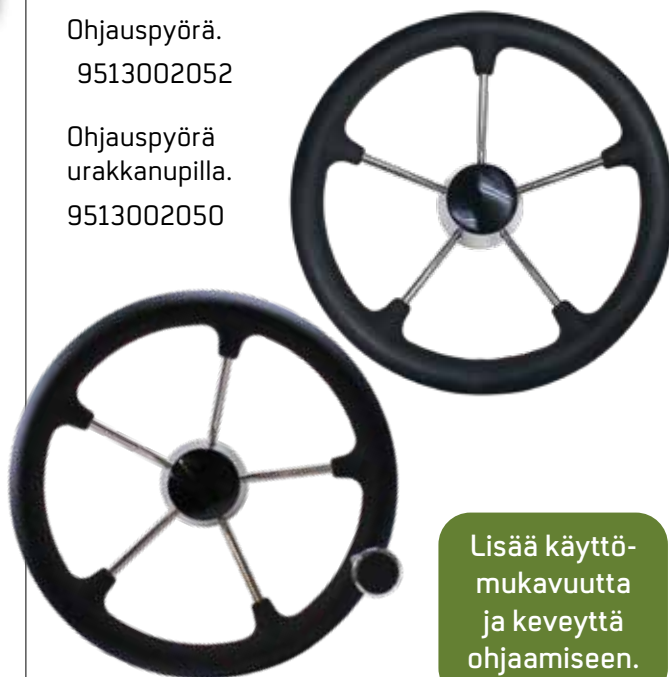 Ohjauspyörä.
9513002052
Ohjauspyörä
urakkanupilla.
9513002050
Lisää käyttö-
mukavuutta
ja keveyttä
ohjaamiseen.